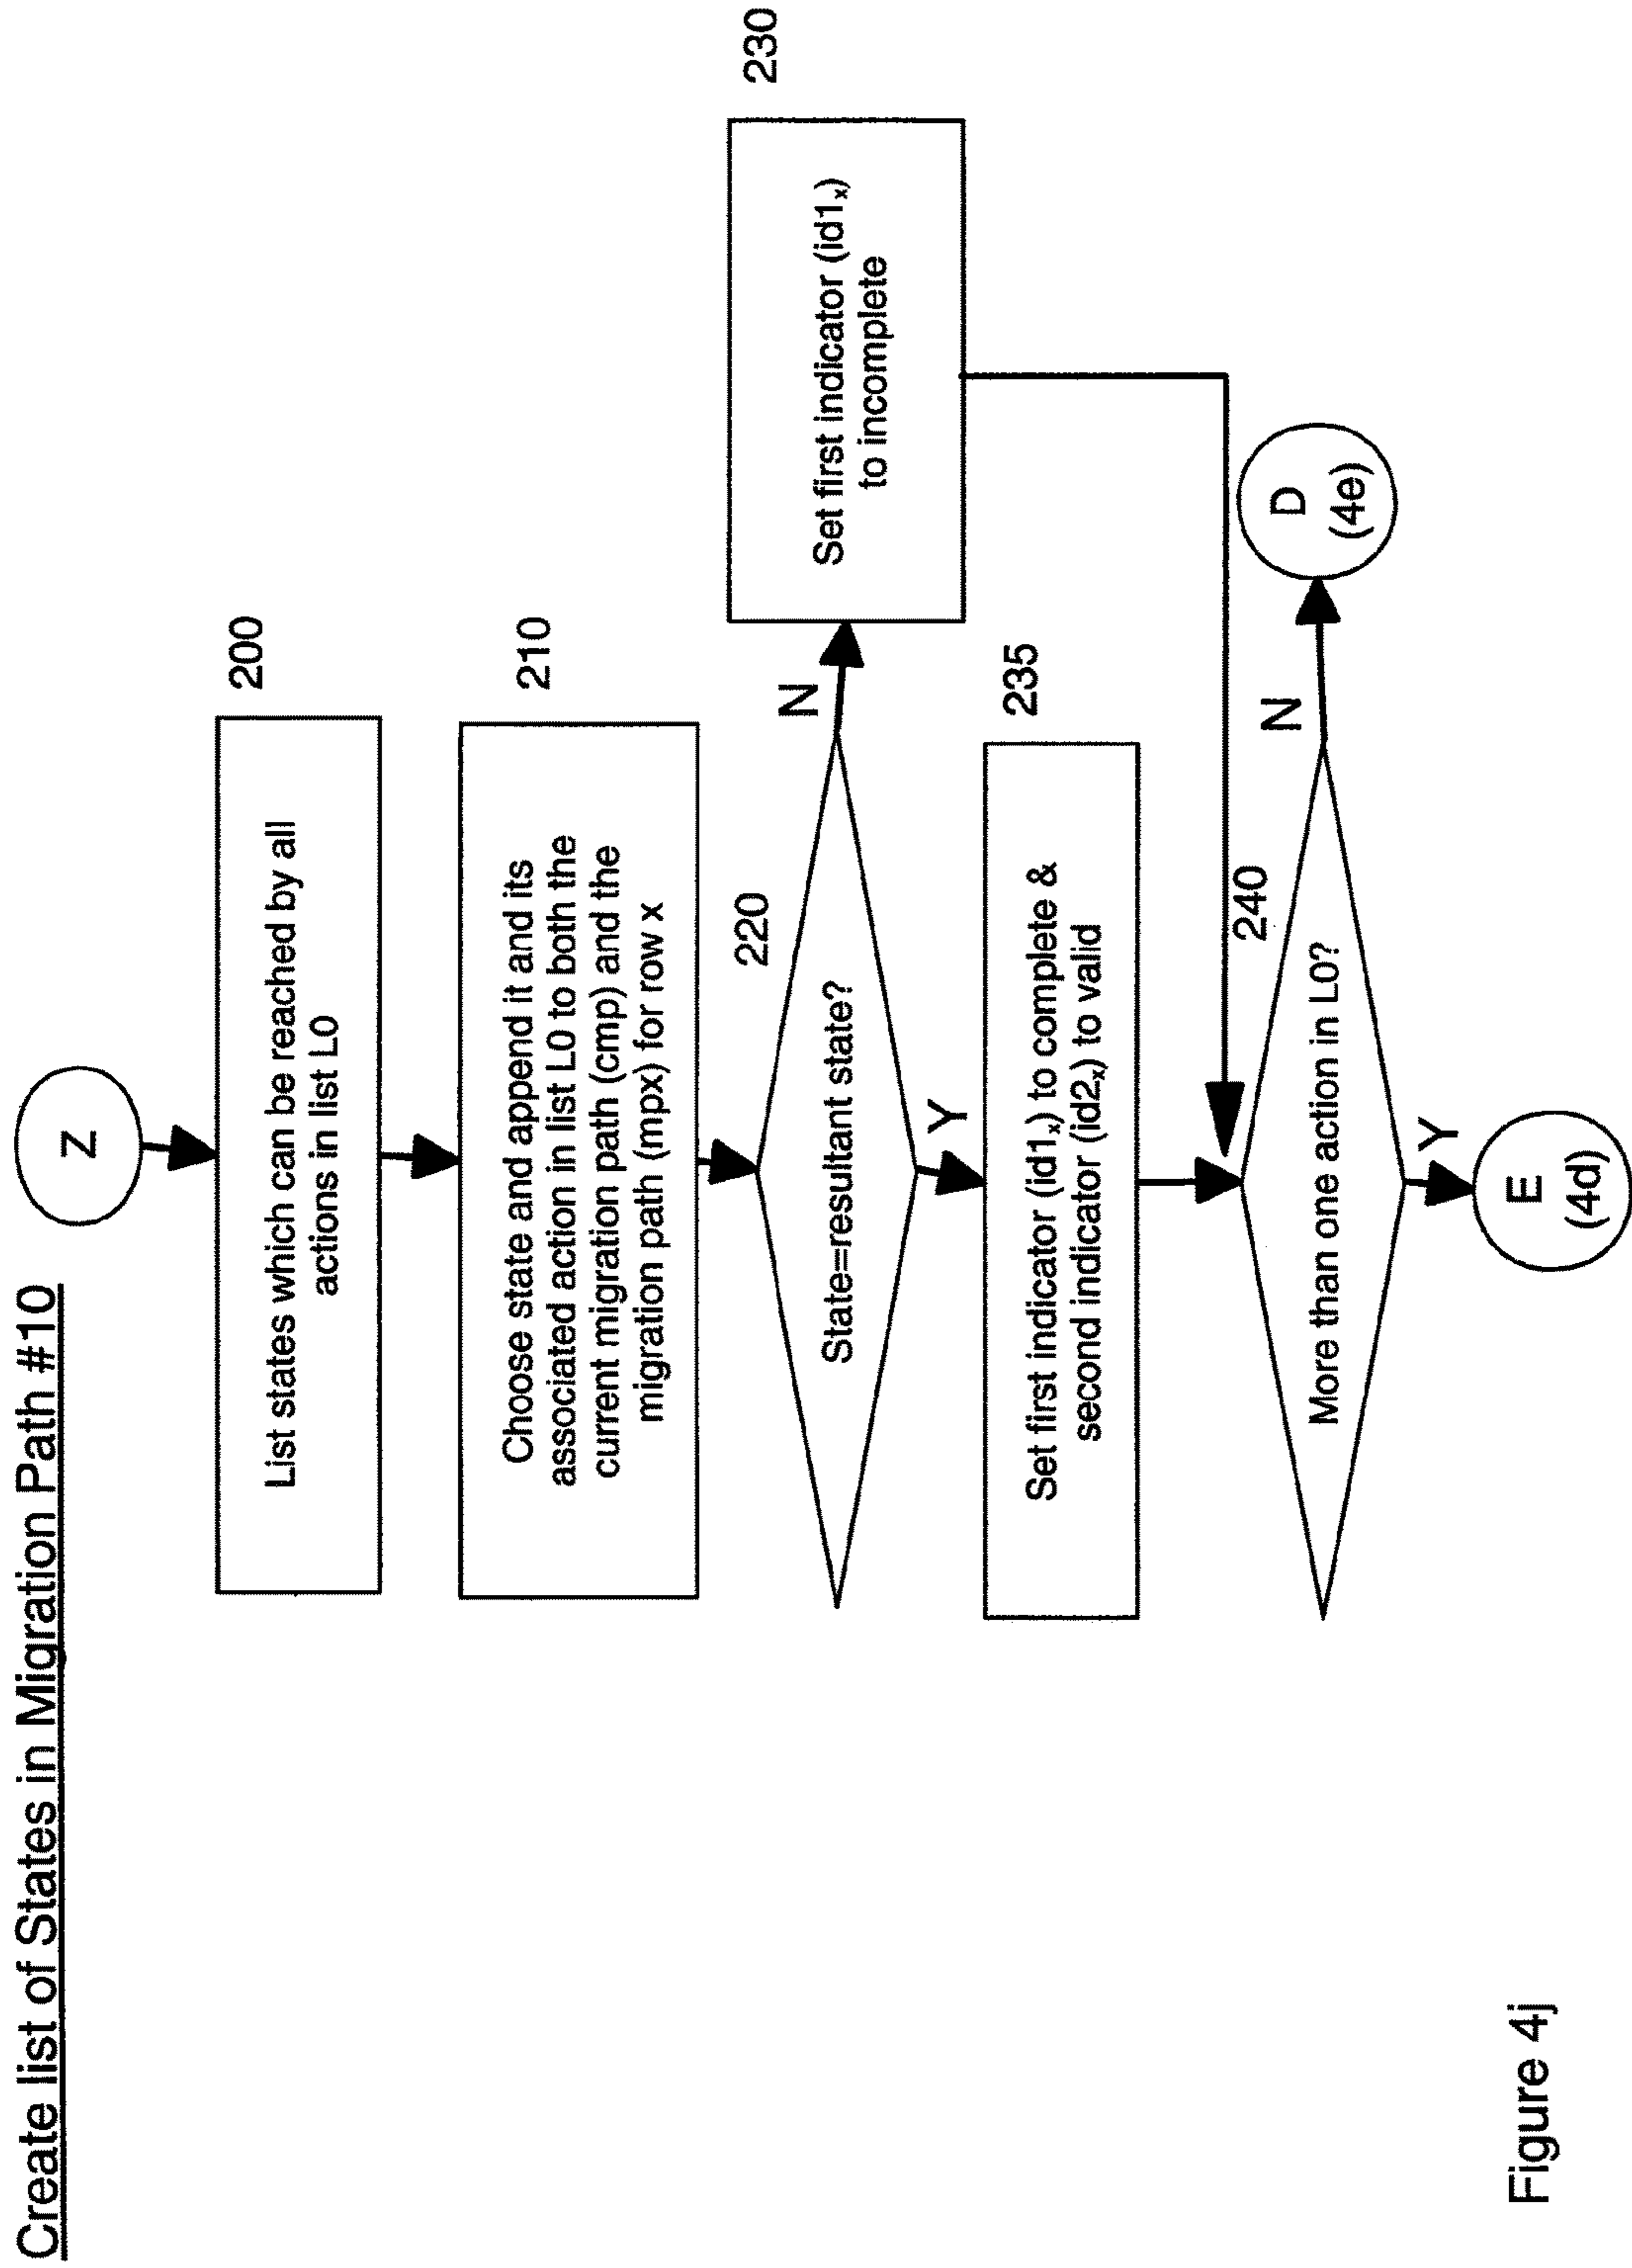 Create list of States in Migration Path #10
Z
200
List states which can be reached by all
actions in list L0
210
Choose state and append it and its
associated action in list L0 to both the
current migration path (cmp) and the
migration path (mpx) for row x
220
State=resultant state?
N
230
Set first indicator (id1ₓ)
to incomplete
Y
235
Set first indicator (id1ₓ) to complete &
second indicator (id2ₓ) to valid
240
More than one action in L0?
N
D
(4e)
Y
E
(4d)
Figure 4j